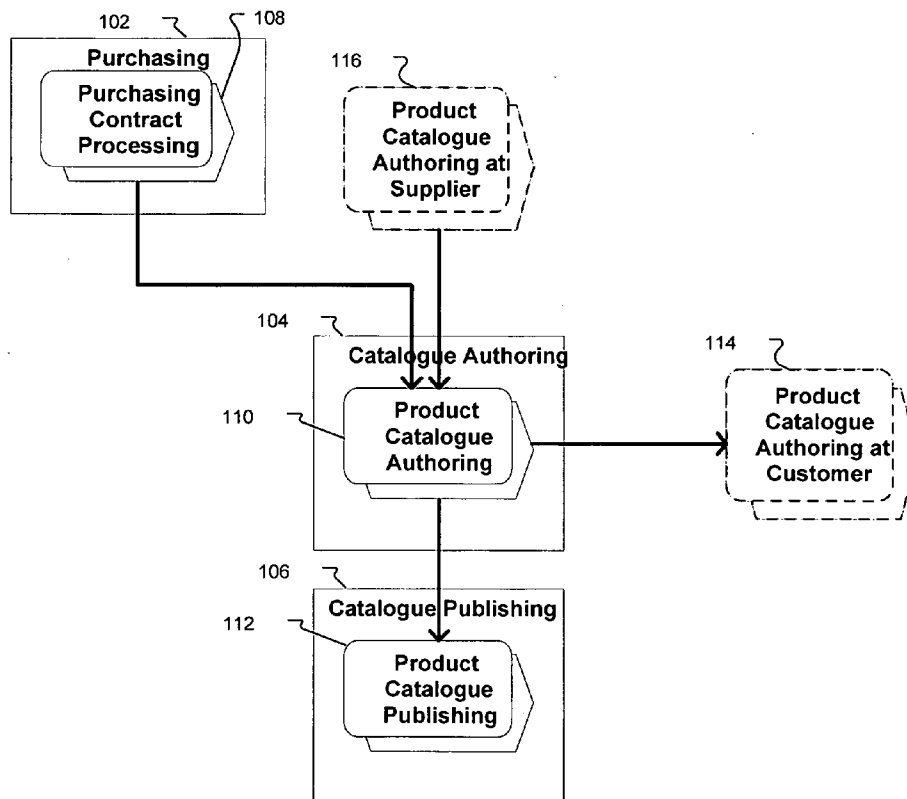 102
108
Purchasing
Purchasing
Contract
Processing
116
Product
Catalogue
Authoring at
Supplier
104
Catalogue Authoring
110
Product
Catalogue
Authoring
114
Product
Catalogue
Authoring at
Customer
106
Catalogue Publishing
112
Product
Catalogue
Publishing